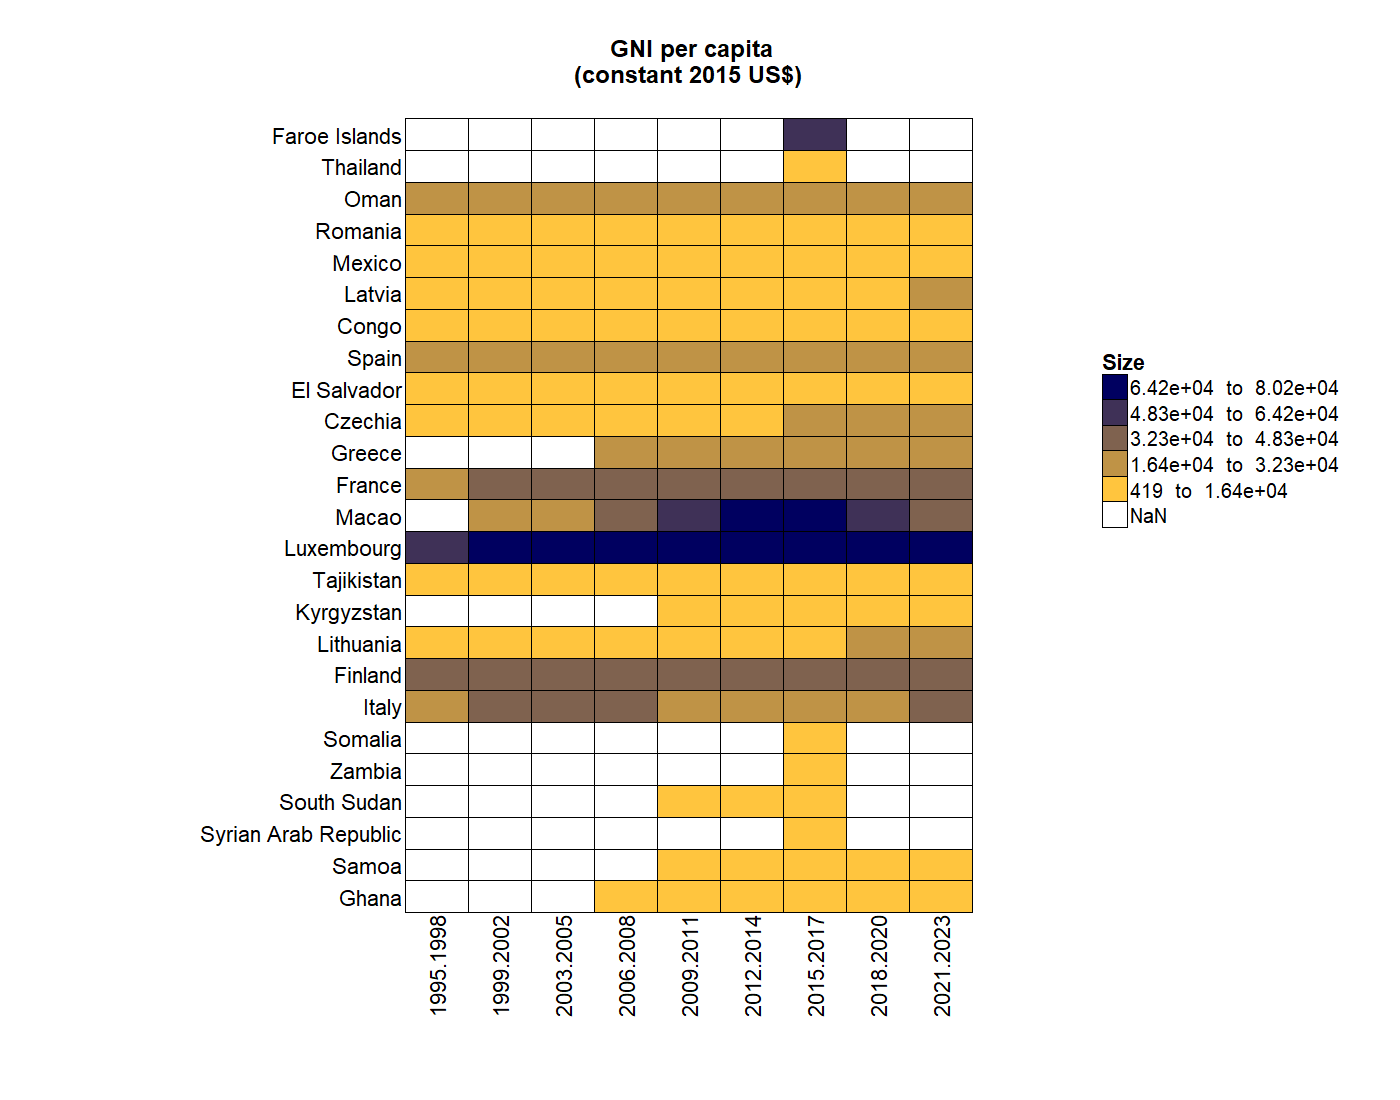 GNI per capita
(constant 2015 US$)
Faroe Islands
Thailand
Oman
Romania
Mexico
Latvia
Congo
Spain
El Salvador
Czechia
Greece
France
Macao
Luxembourg
Tajikistan
Kyrgyzstan
Lithuania
Finland
Italy
Somalia
Zambia
South Sudan
Syrian Arab Republic
Samoa
Ghana
1995.1998
1999.2002
2003.2005
2006.2008
2009.2011
2012.2014
2015.2017
2018.2020
2021.2023
Size
6.42e+04 to 8.02e+04
4.83e+04 to 6.42e+04
3.23e+04 to 4.83e+04
1.64e+04 to 3.23e+04
419 to 1.64e+04
NaN